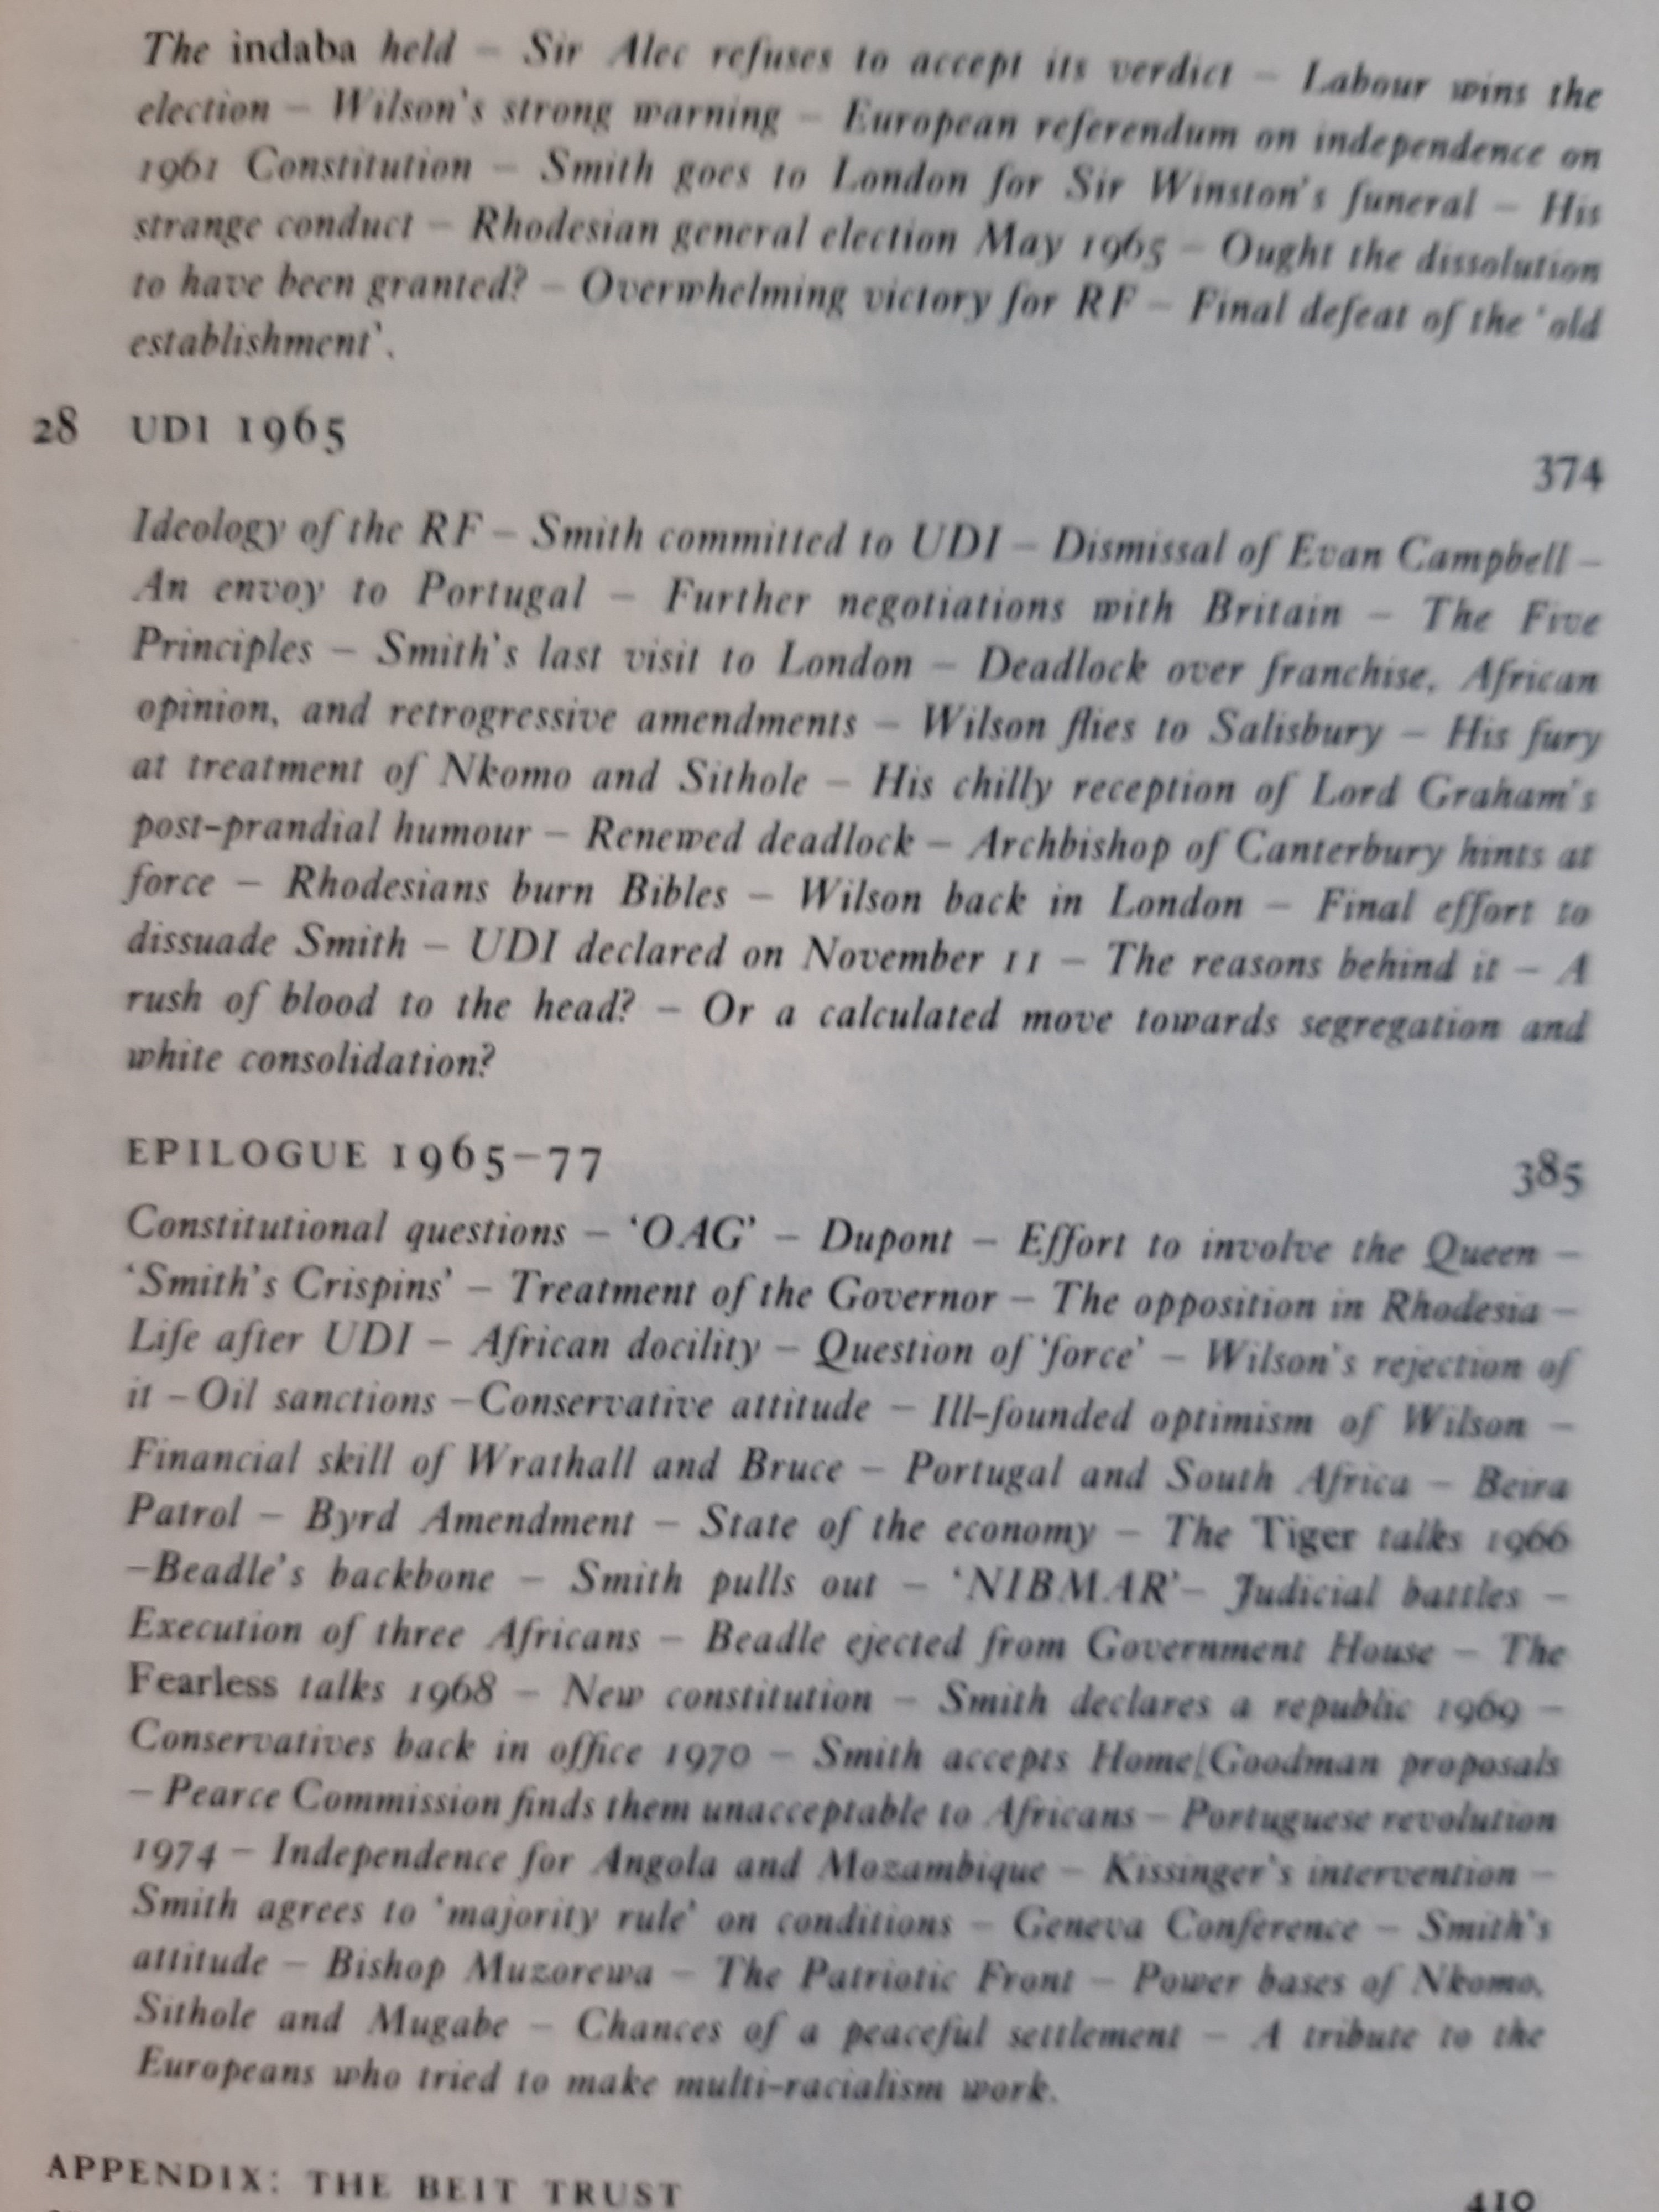 The indaba held – Sir Alec refuses to accept its verdict – Labour wins the
election – Wilson's strong warning – European referendum on independence on
1961 Constitution – Smith goes to London for Sir Winston's funeral – His
strange conduct – Rhodesian general election May 1965 – Ought the dissolution
to have been granted? – Overwhelming victory for RF – Final defeat of the 'old
establishment'.
28 UDI 1965 374
Ideology of the RF – Smith committed to UDI – Dismissal of Evan Campbell –
An envoy to Portugal – Further negotiations with Britain – The Five
Principles – Smith's last visit to London – Deadlock over franchise, African
opinion, and retrogressive amendments – Wilson flies to Salisbury – His fury
at treatment of Nkomo and Sithole – His chilly reception of Lord Graham's
post-prandial humour – Renewed deadlock – Archbishop of Canterbury hints at
force – Rhodesians burn Bibles – Wilson back in London – Final effort to
dissuade Smith – UDI declared on November 11 – The reasons behind it – A
rush of blood to the head? – Or a calculated move towards segregation and
white consolidation?
EPILOGUE 1965–77 385
Constitutional questions – 'OAG' – Dupont – Effort to involve the Queen –
'Smith's Crispins' – Treatment of the Governor – The opposition in Rhodesia –
Life after UDI – African docility – Question of 'force' – Wilson's rejection of
it –Oil sanctions –Conservative attitude – Ill-founded optimism of Wilson –
Financial skill of Wrathall and Bruce – Portugal and South Africa – Beira
Patrol – Byrd Amendment – State of the economy – The Tiger talks 1966
–Beadle's backbone – Smith pulls out – 'NIBMAR'– Judicial battles –
Execution of three Africans – Beadle ejected from Government House – The
Fearless talks 1968 – New constitution – Smith declares a republic 1969 –
Conservatives back in office 1970 – Smith accepts Home/Goodman proposals
– Pearce Commission finds them unacceptable to Africans – Portuguese revolution
1974 – Independence for Angola and Mozambique – Kissinger's intervention –
Smith agrees to 'majority rule' on conditions – Geneva Conference – Smith's
attitude – Bishop Muzorewa – The Patriotic Front – Power bases of Nkomo,
Sithole and Mugabe – Chances of a peaceful settlement – A tribute to the
Europeans who tried to make multi-racialism work.
APPENDIX: THE BEIT TRUST 410